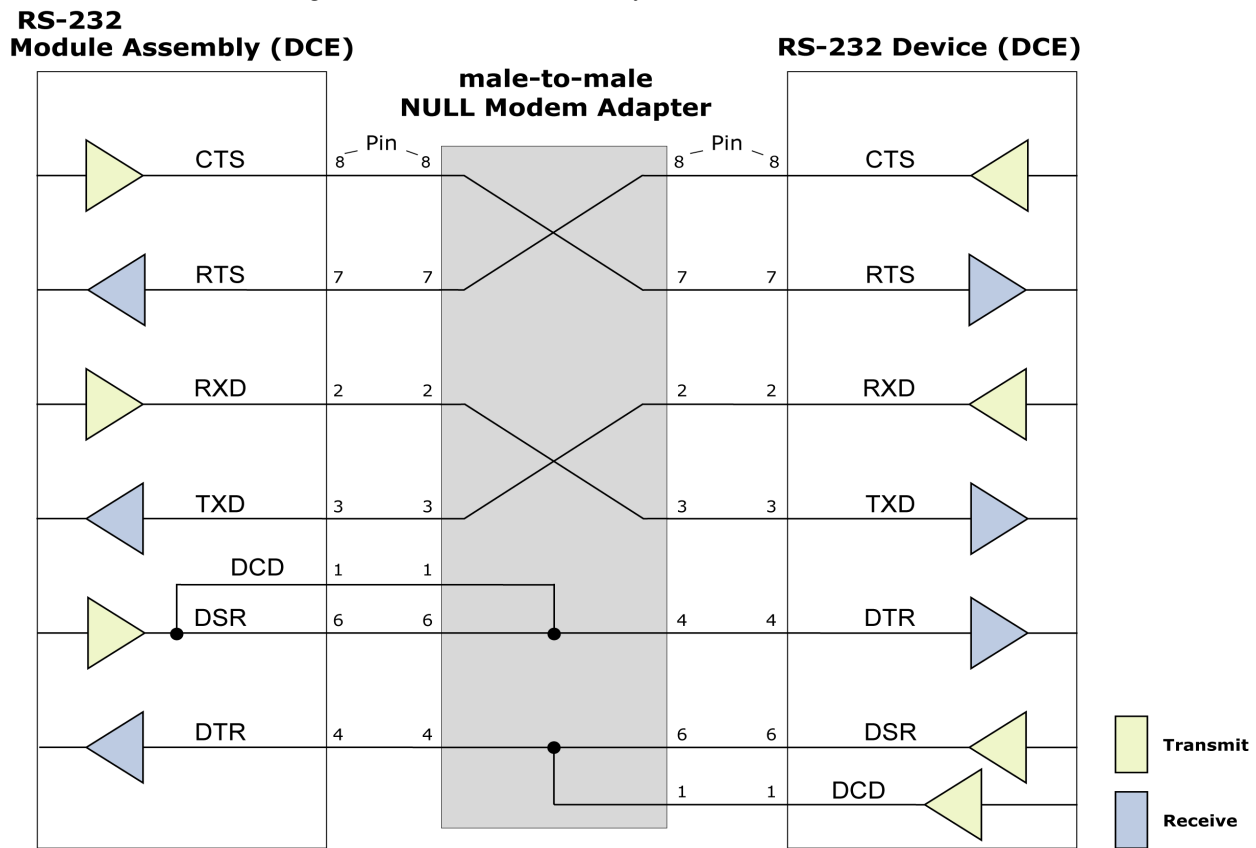 RS-232
Module Assembly (DCE)
RS-232 Device (DCE)
male-to-male
NULL Modem Adapter
CTS 8 Pin 8 8 Pin 8 CTS
RTS 7 7 7 7 RTS
RXD 2 2 2 2 RXD
TXD 3 3 3 3 TXD
DCD 1 1
DSR 6 6 4 4 DTR
DTR 4 4 6 6 DSR
Transmit
1 1 DCD
Receive